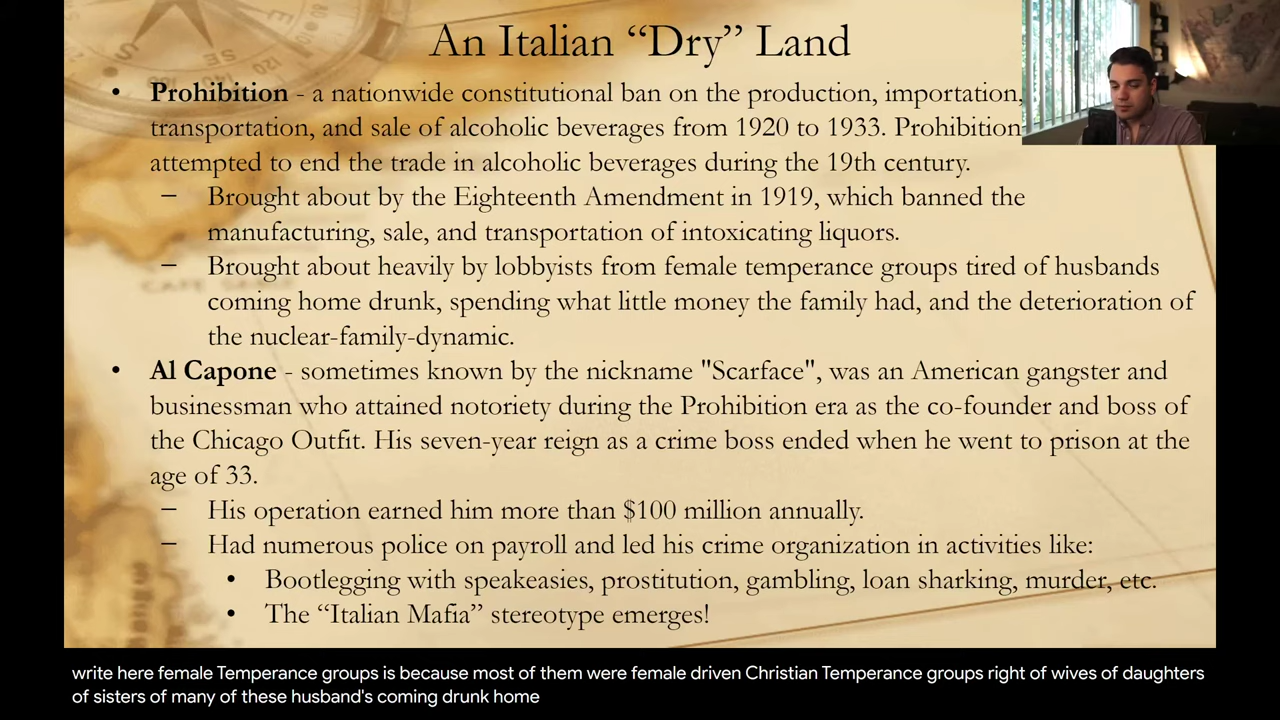 An Italian “Dry” Land
• Prohibition - a nationwide constitutional ban on the production, importation,
transportation, and sale of alcoholic beverages from 1920 to 1933. Prohibition
attempted to end the trade in alcoholic beverages during the 19th century.
– Brought about by the Eighteenth Amendment in 1919, which banned the
manufacturing, sale, and transportation of intoxicating liquors.
– Brought about heavily by lobbyists from female temperance groups tired of husbands
coming home drunk, spending what little money the family had, and the deterioration of
the nuclear-family-dynamic.
• Al Capone - sometimes known by the nickname "Scarface", was an American gangster and
businessman who attained notoriety during the Prohibition era as the co-founder and boss of
the Chicago Outfit. His seven-year reign as a crime boss ended when he went to prison at the
age of 33.
– His operation earned him more than $100 million annually.
– Had numerous police on payroll and led his crime organization in activities like:
• Bootlegging with speakeasies, prostitution, gambling, loan sharking, murder, etc.
• The “Italian Mafia” stereotype emerges!
write here female Temperance groups is because most of them were female driven Christian Temperance groups right of wives of daughters
of sisters of many of these husband's coming drunk home